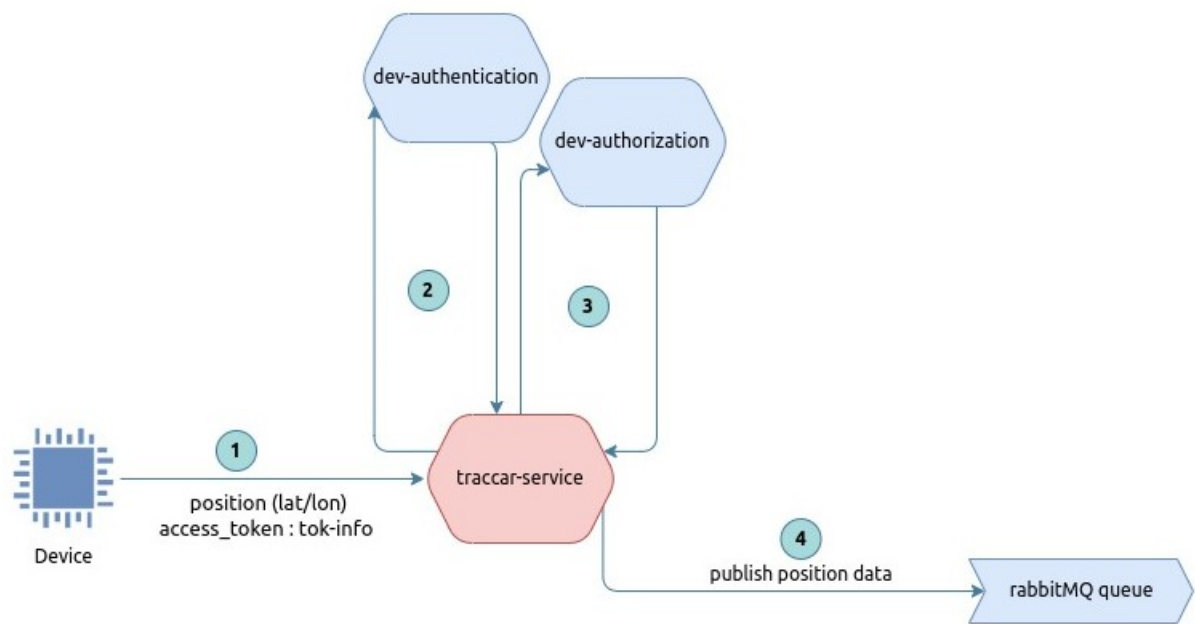 dev-authentication
dev-authorization
2
3
1
position (lat/lon)
access_token : tok-info
Device
traccar-service
4
publish position data
rabbitMQ queue